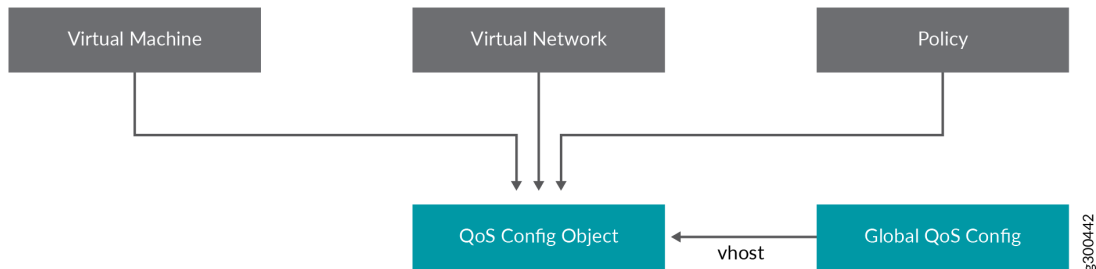 Virtual Machine
Virtual Network
Policy
QoS Config Object
vhost
Global QoS Config
g300442